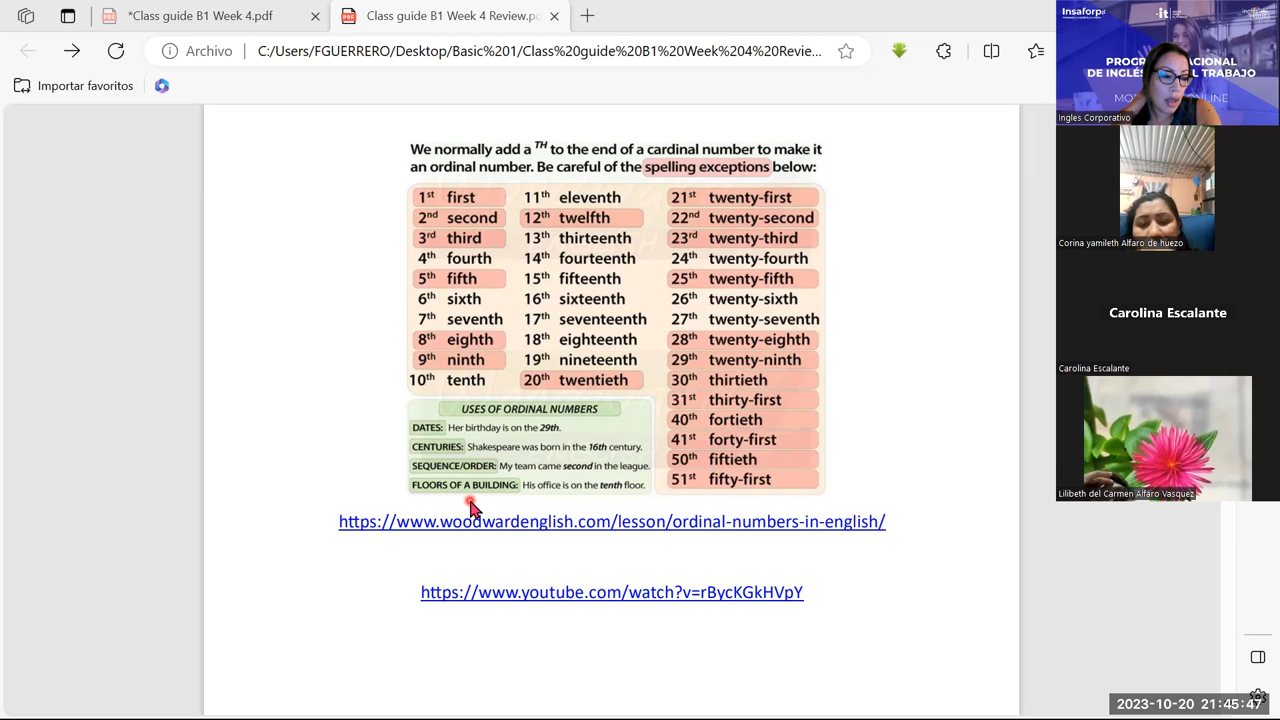 *Class guide B1 Week 4.pdf
Class guide B1 Week 4 Review.pdf
Archivo
C:/Users/FGUERRERO/Desktop/Basic%201/Class%20guide%20B1%20Week%204%20Revie...
Importar favoritos
We normally add a TH to the end of a cardinal number to make it
an ordinal number. Be careful of the spelling exceptions below:
1st first
2nd second
3rd third
4th fourth
5th fifth
6th sixth
7th seventh
8th eighth
9th ninth
10th tenth
11th eleventh
12th twelfth
13th thirteenth
14th fourteenth
15th fifteenth
16th sixteenth
17th seventeenth
18th eighteenth
19th nineteenth
20th twentieth
21st twenty-first
22nd twenty-second
23rd twenty-third
24th twenty-fourth
25th twenty-fifth
26th twenty-sixth
27th twenty-seventh
28th twenty-eighth
29th twenty-ninth
30th thirtieth
31st thirty-first
40th fortieth
41st forty-first
50th fiftieth
51st fifty-first
USES OF ORDINAL NUMBERS
DATES: Her birthday is on the 29th.
CENTURIES: Shakespeare was born in the 16th century.
SEQUENCE/ORDER: My team came second in the league.
FLOORS OF A BUILDING: His office is on the tenth floor.
https://www.woodwardenglish.com/lesson/ordinal-numbers-in-english/
https://www.youtube.com/watch?v=rBycKGkHVpY
Insaforp
it
DE INGLÉS
TRABAJO
Ingles Corporativo
Corina yamileth Alfaro de huezo
Carolina Escalante
Carolina Escalante
Lilibeth del Carmen Alfaro Vasquez
2023-10-20 21:45:47